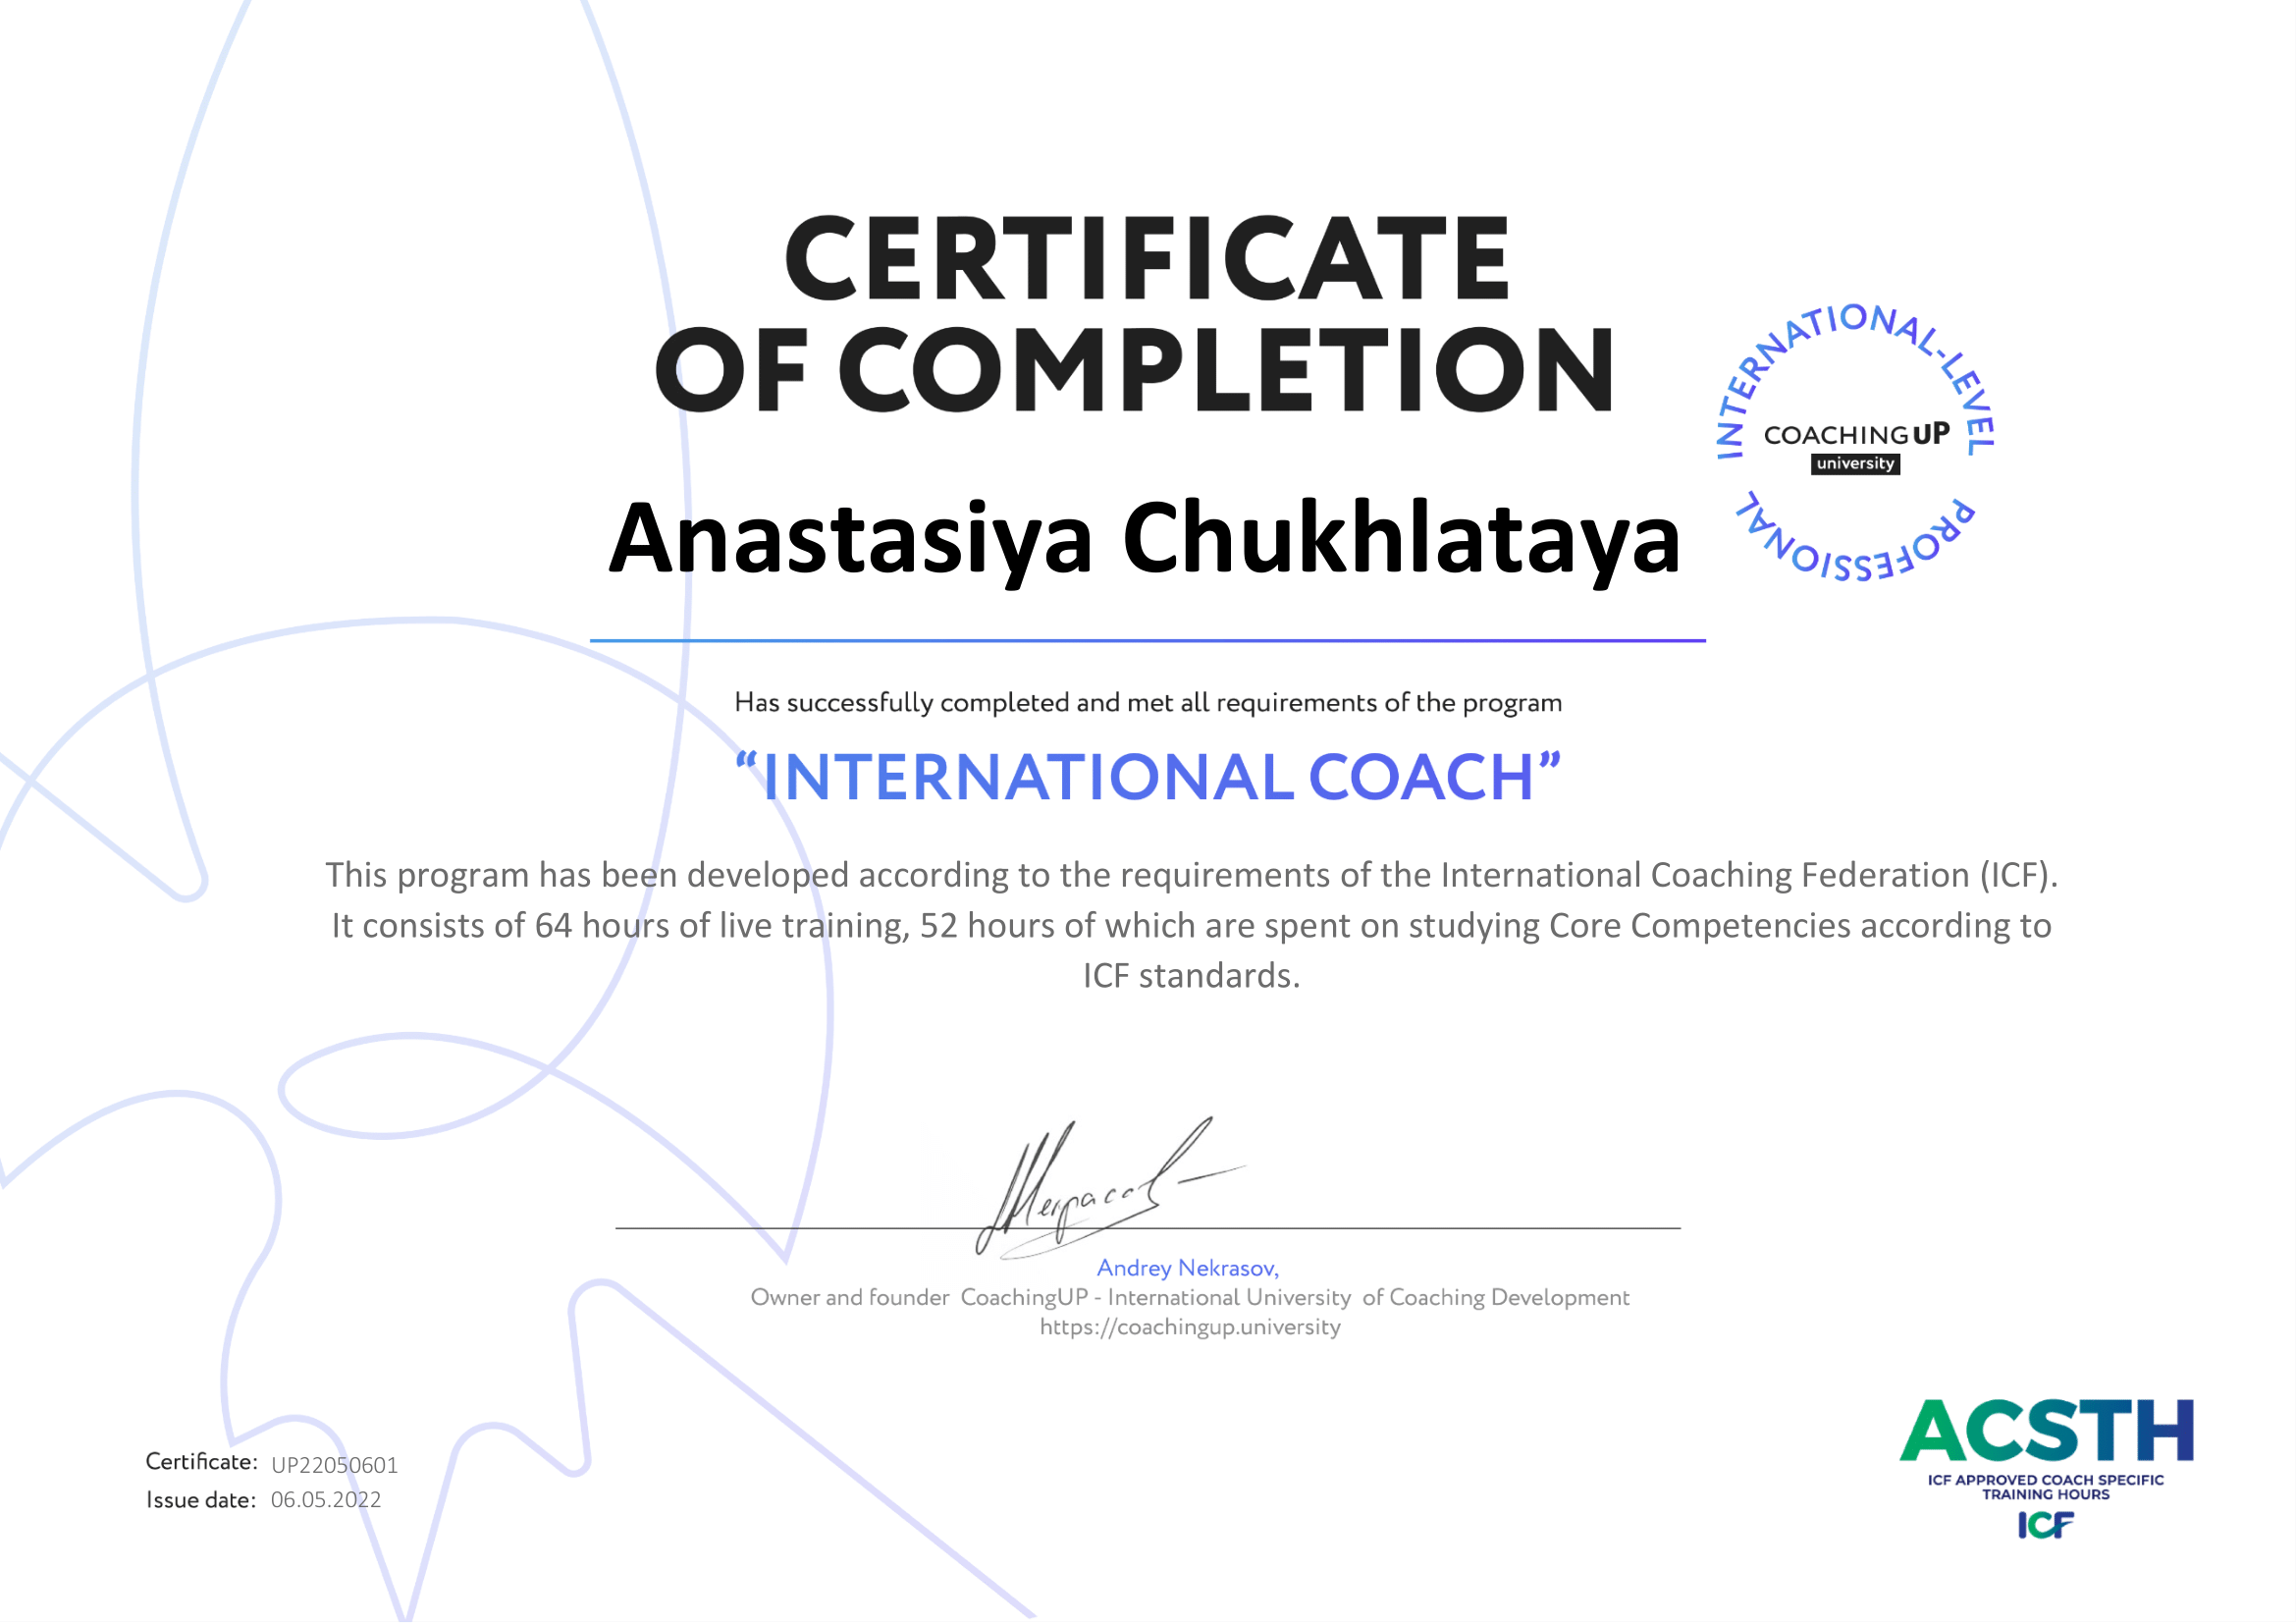 CERTIFICATE
OF COMPLETION
INTERNATIONAL-LEVEL
COACHINGUP
university
PROFESSIONAL
Anastasiya Chukhlataya
Has successfully completed and met all requirements of the program
“INTERNATIONAL COACH”
This program has been developed according to the requirements of the International Coaching Federation (ICF).
It consists of 64 hours of live training, 52 hours of which are spent on studying Core Competencies according to
ICF standards.
Andrey Nekrasov,
Owner and founder CoachingUP - International University of Coaching Development
https://coachingup.university
Certificate: UP22050601
Issue date: 06.05.2022
ACSTH
ICF APPROVED COACH SPECIFIC
TRAINING HOURS
ICF